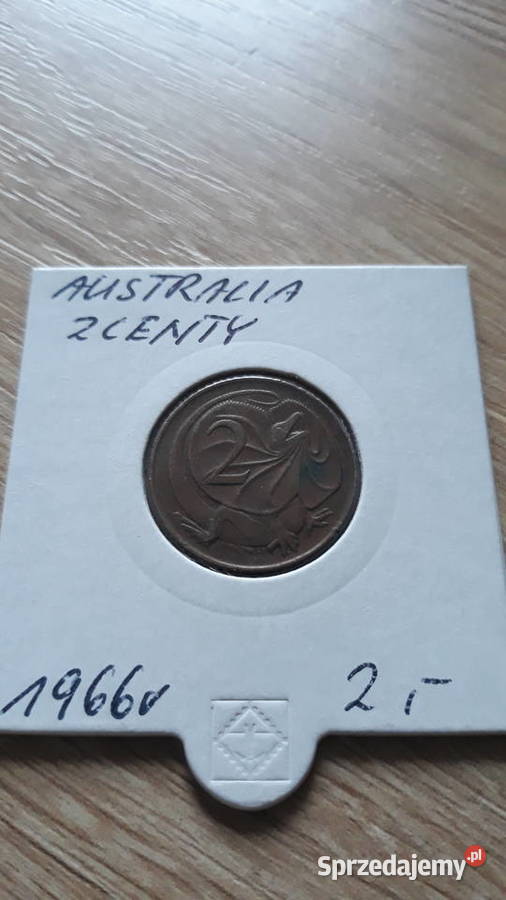 AUSTRALIA
2CENTY
2
1966r
2,-
Sprzedajemy.pl